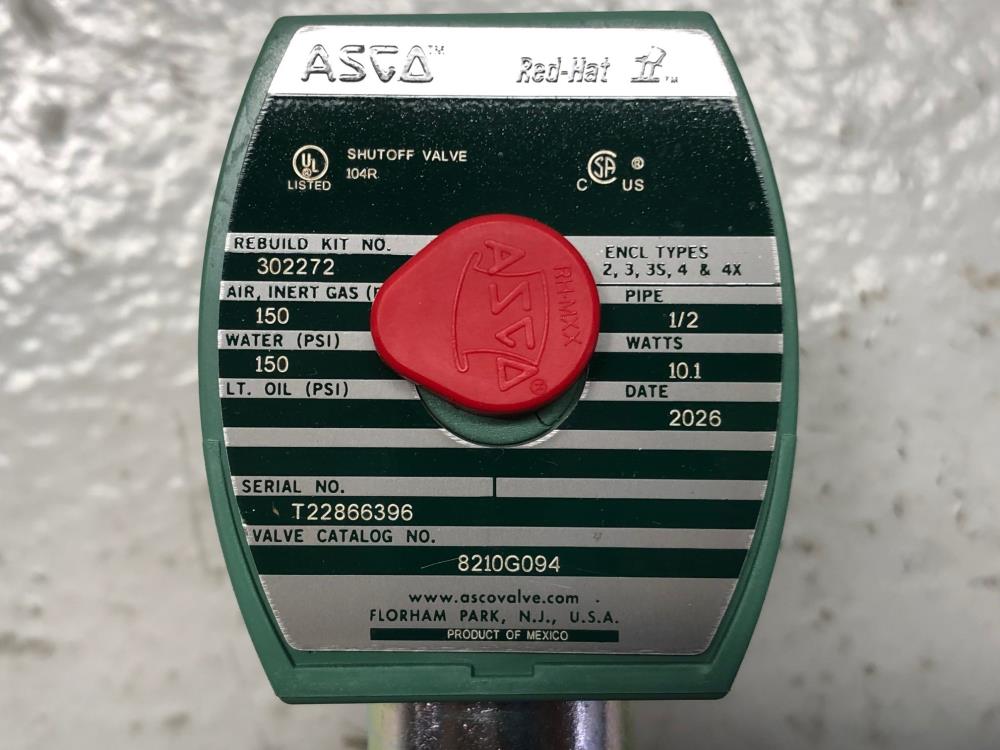 ASCO™ Red-Hat II™
UL® LISTED SHUTOFF VALVE 104R
C SA® US
REBUILD KIT NO.
302272
ENCL TYPES
2, 3, 3S, 4 & 4X
AIR, INERT GAS (
150
PIPE
1/2
WATER (PSI)
150
WATTS
10.1
LT. OIL (PSI)
DATE
2026
ASCO®
RH-MXX
SERIAL NO.
T22866396
VALVE CATALOG NO.
8210G094
www.ascovalve.com
FLORHAM PARK, N.J., U.S.A.
PRODUCT OF MEXICO